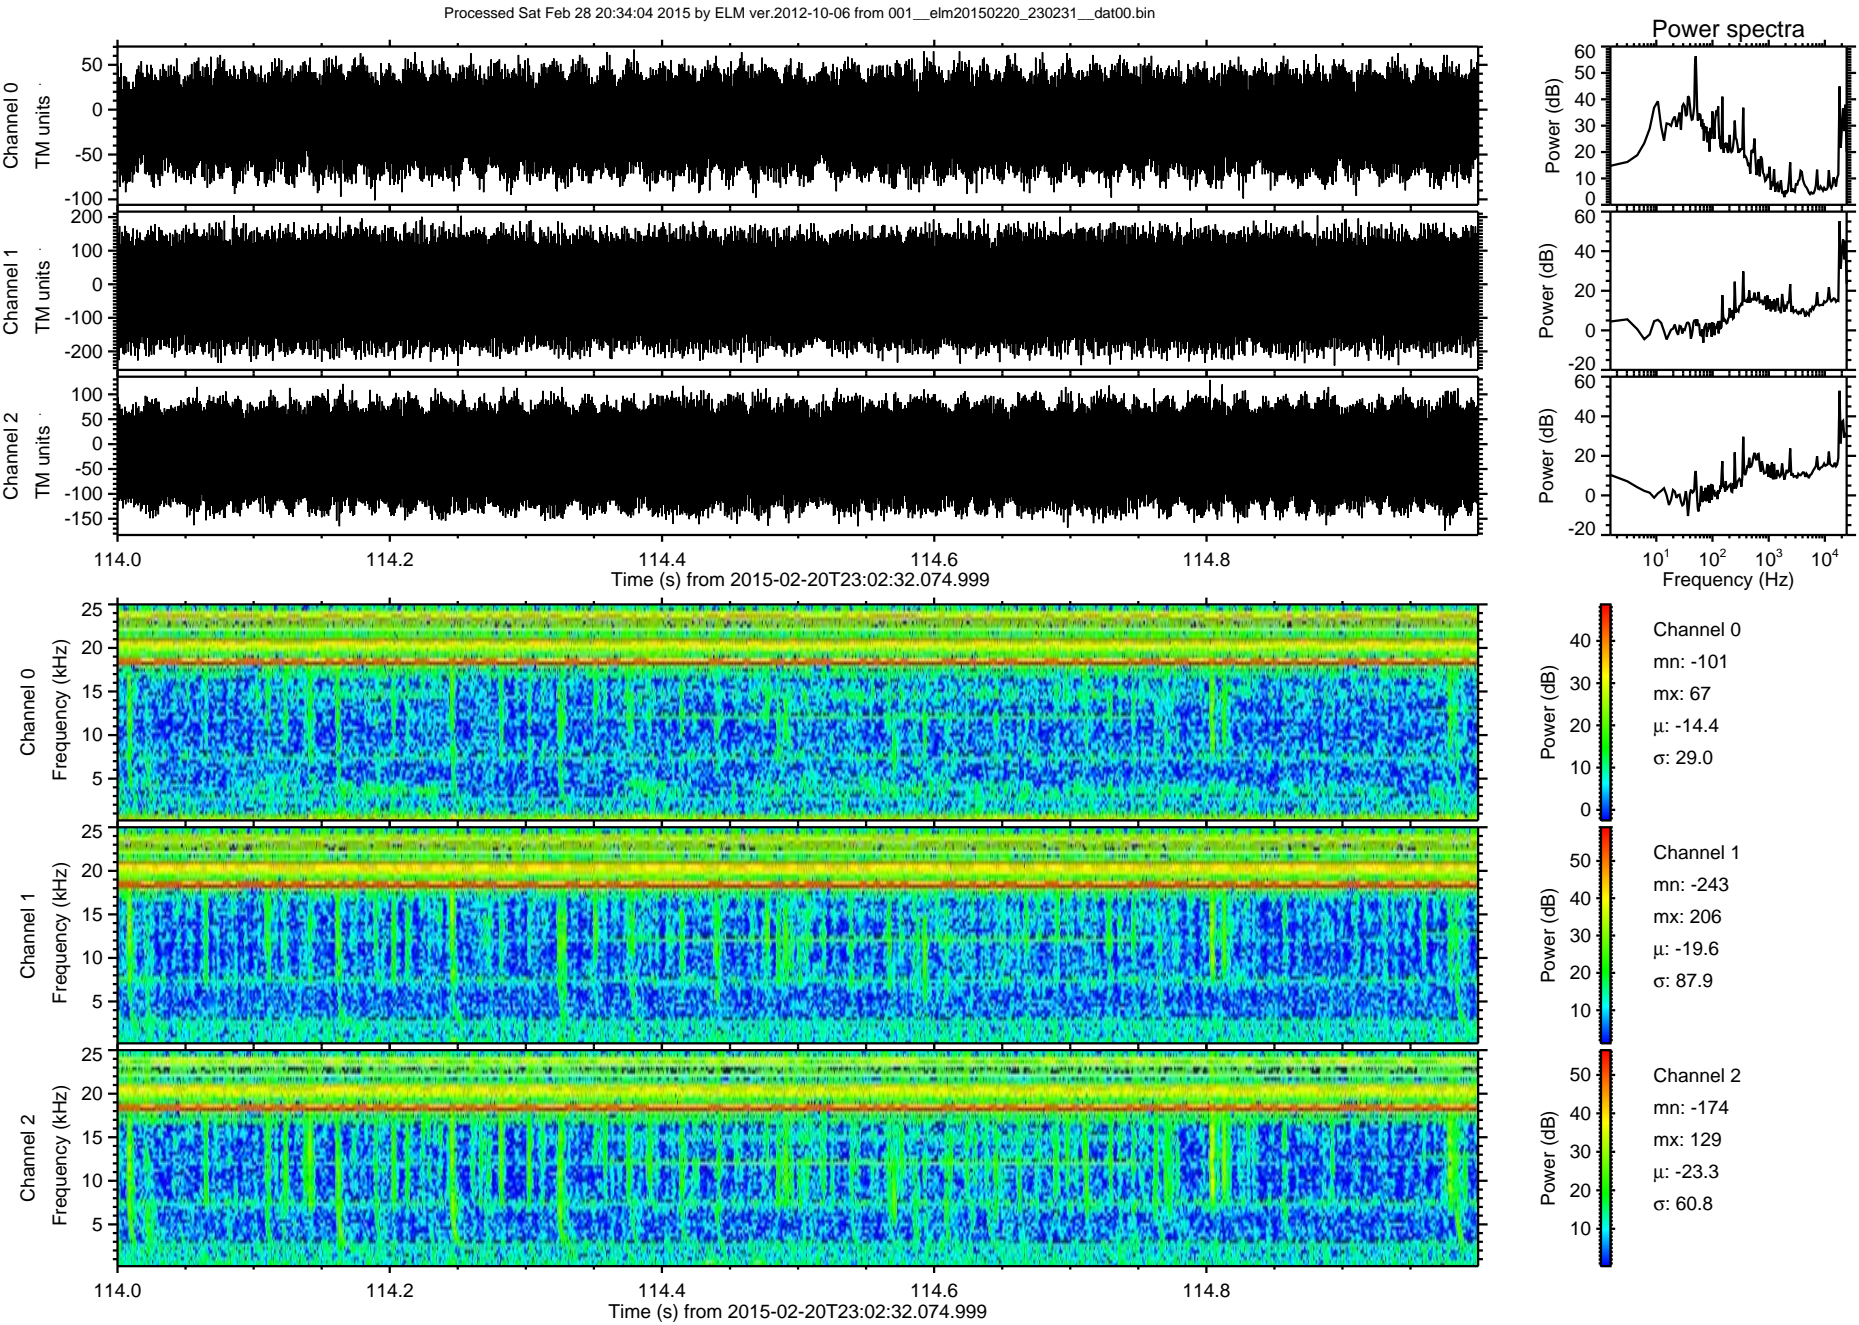 Processed Sat Feb 28 20:34:04 2015 by ELM ver.2012-10-06 from 001__elm20150220_230231__dat00.bin
Power spectra
Channel 0
TM units
50
0
-50
-100
Power (dB)
60
50
40
30
20
10
0
Channel 1
TM units
200
100
0
-100
-200
Power (dB)
60
40
20
0
-20
Channel 2
TM units
100
50
0
-50
-100
-150
Power (dB)
60
40
20
0
-20
114.0 114.2 114.4 114.6 114.8
Time (s) from 2015-02-20T23:02:32.074.999
10¹ 10² 10³ 10⁴
Frequency (Hz)
Channel 0
Frequency (kHz)
25
20
15
10
5
Power (dB)
40
30
20
10
0
Channel 0
mn: -101
mx: 67
μ: -14.4
σ: 29.0
Channel 1
Frequency (kHz)
25
20
15
10
5
Power (dB)
50
40
30
20
10
Channel 1
mn: -243
mx: 206
μ: -19.6
σ: 87.9
Channel 2
Frequency (kHz)
25
20
15
10
5
Power (dB)
50
40
30
20
10
Channel 2
mn: -174
mx: 129
μ: -23.3
σ: 60.8
114.0 114.2 114.4 114.6 114.8
Time (s) from 2015-02-20T23:02:32.074.999